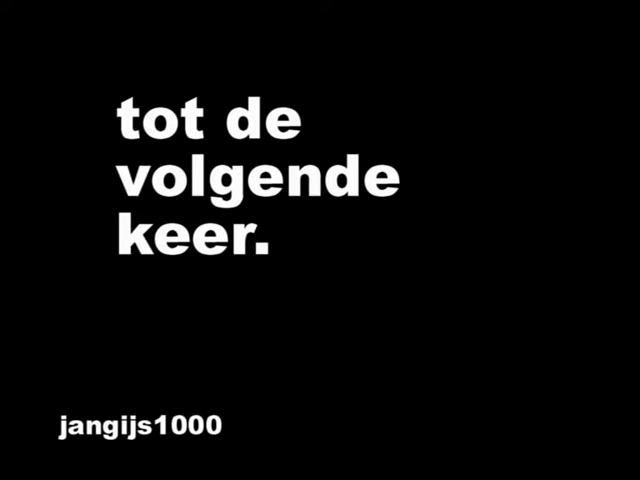 tot de
volgende
keer.
jangijs1000